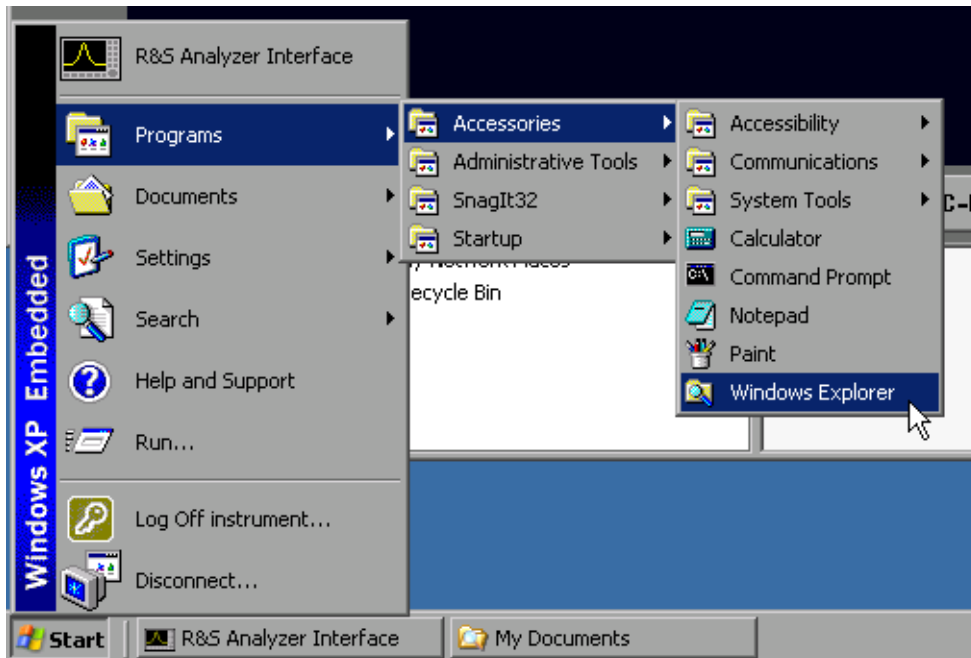 R&S Analyzer Interface
Programs
Documents
Settings
Search
Help and Support
Run...
Log Off instrument...
Disconnect...
Windows XP Embedded
Accessories
Administrative Tools
SnagIt32
Startup
ecycle Bin
Accessibility
Communications
System Tools
Calculator
Command Prompt
Notepad
Paint
Windows Explorer
Start
R&S Analyzer Interface
My Documents